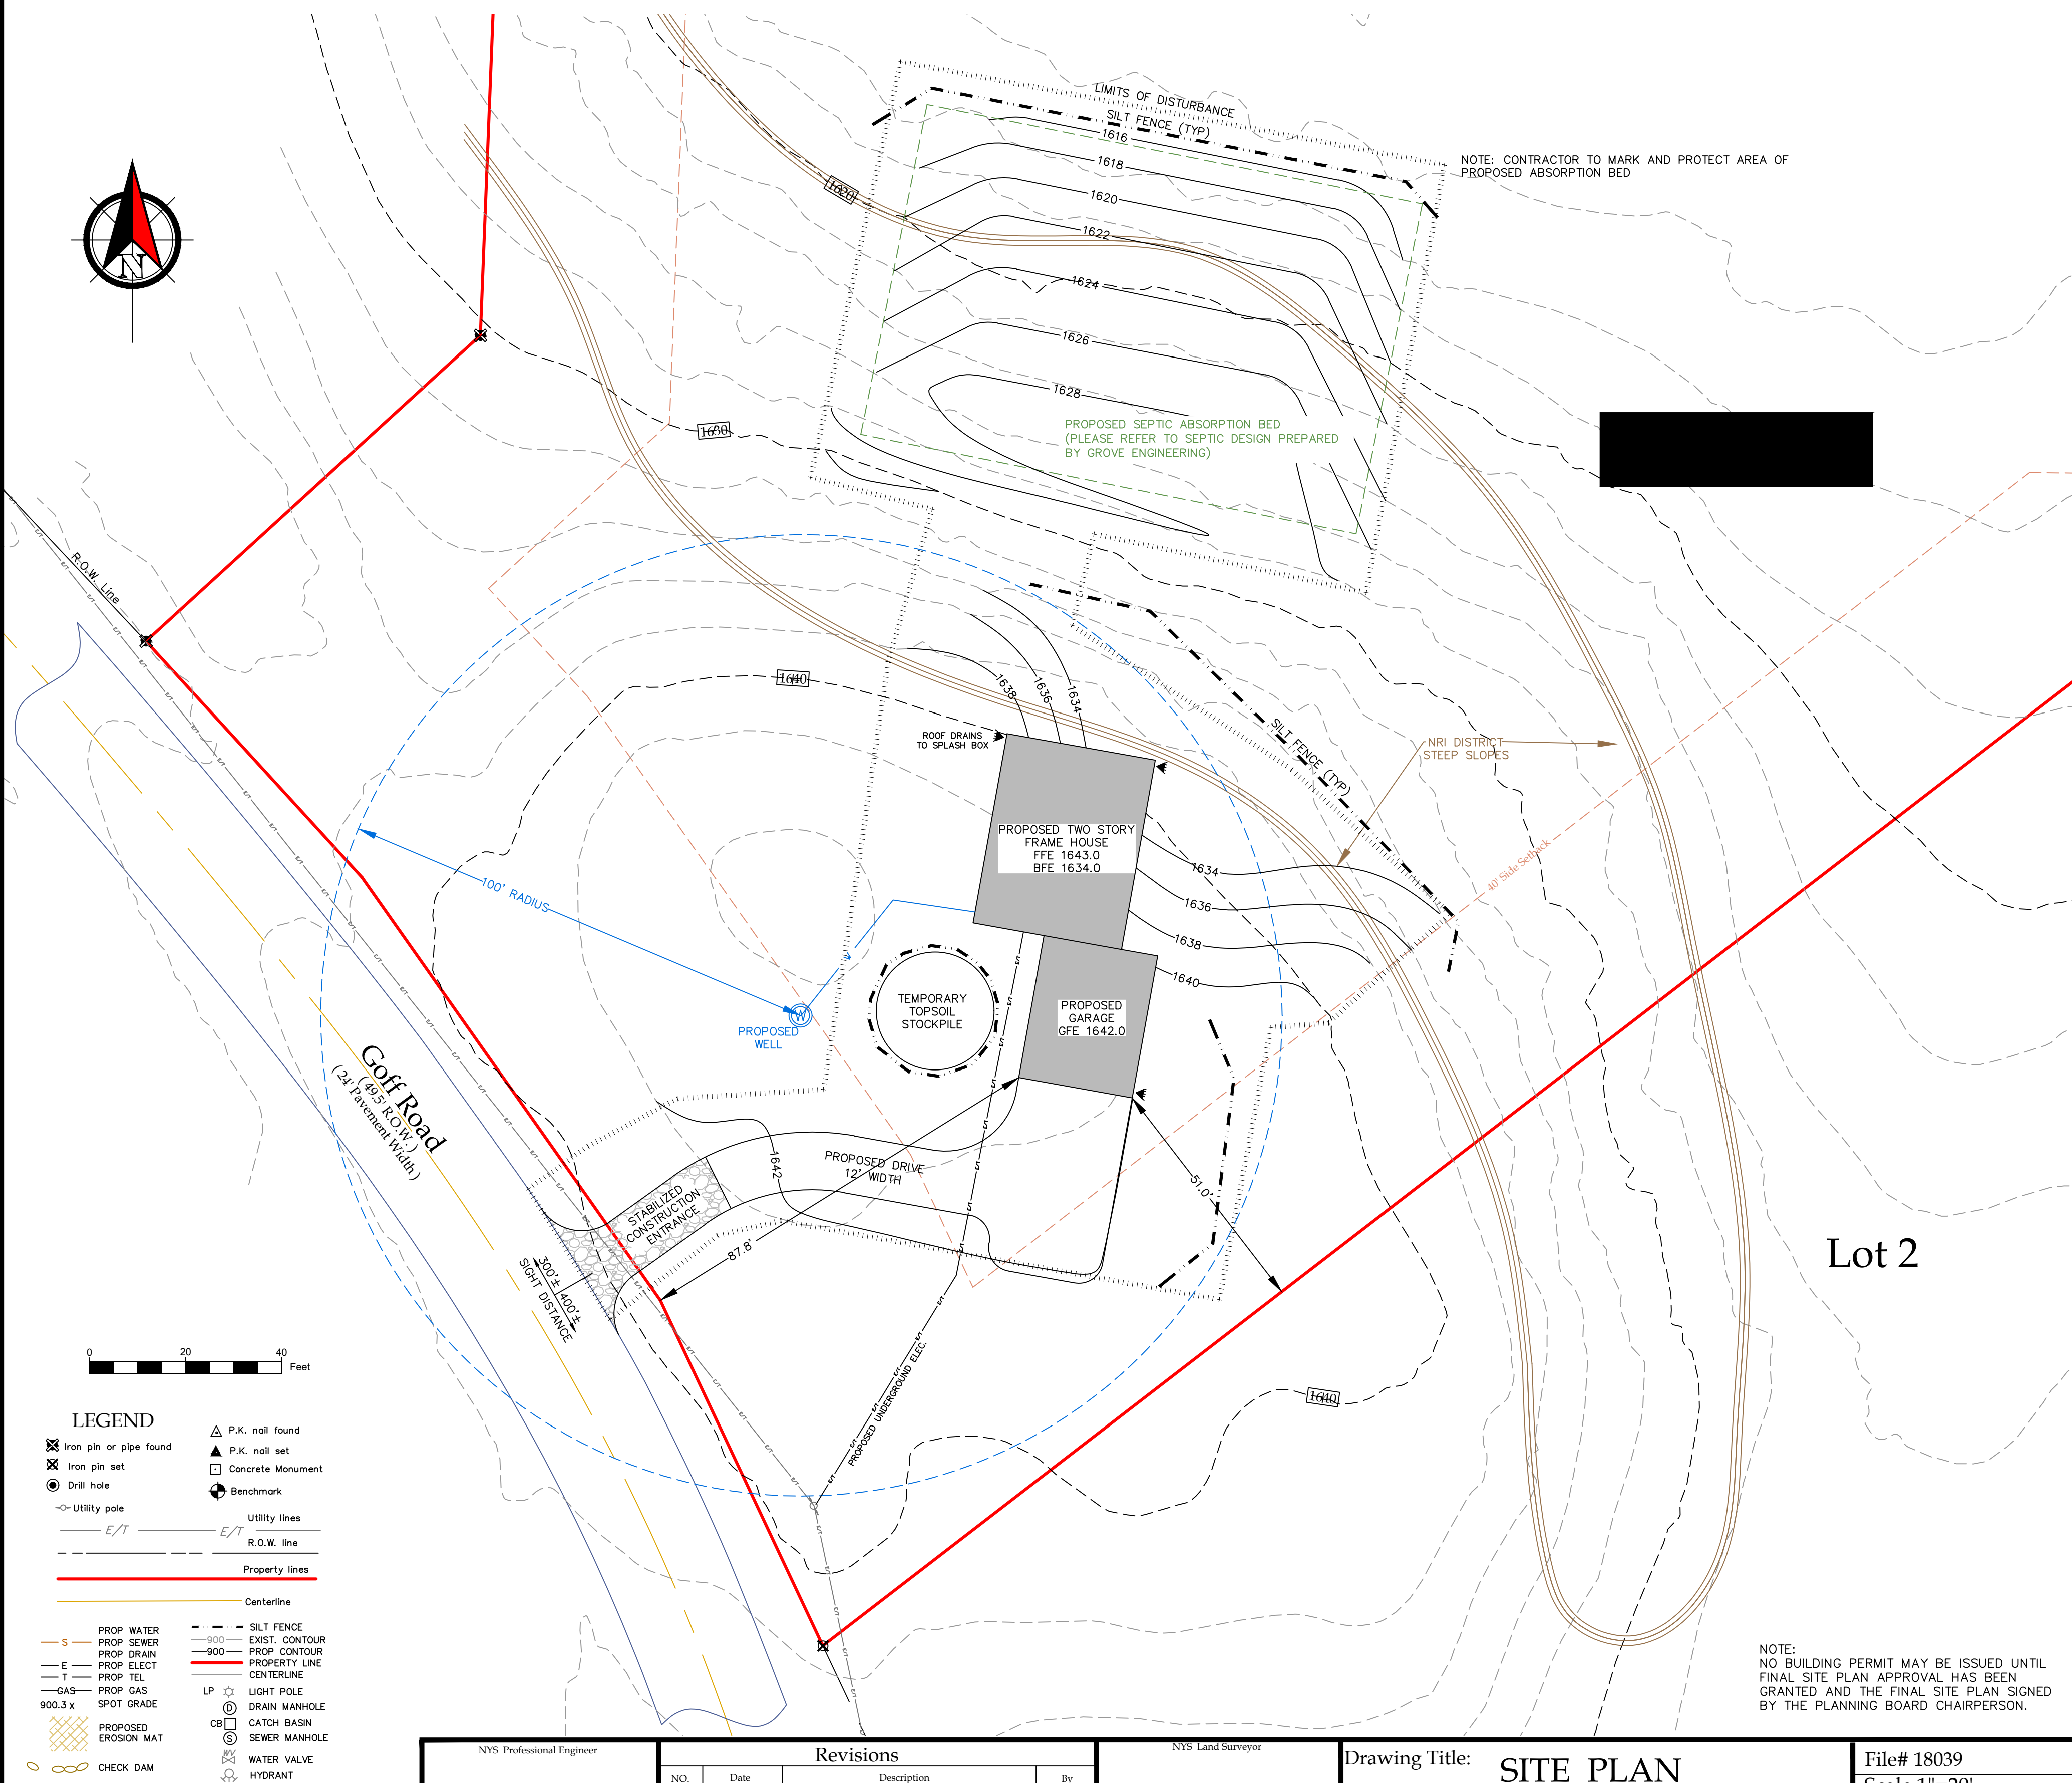 LIMITS OF DISTURBANCE
SILT FENCE (TYP)
1616
1618
1620
1622
1624
1626
1628
1620
NOTE: CONTRACTOR TO MARK AND PROTECT AREA OF
PROPOSED ABSORPTION BED
N
1630
PROPOSED SEPTIC ABSORPTION BED
(PLEASE REFER TO SEPTIC DESIGN PREPARED
BY GROVE ENGINEERING)
R.O.W. Line
1640
1638
1636
1634
ROOF DRAINS
TO SPLASH BOX
SILT FENCE (TYP)
NRI DISTRICT
STEEP SLOPES
PROPOSED TWO STORY
FRAME HOUSE
FFE 1643.0
BFE 1634.0
1634
1636
1638
1640
40' Side Setback
100' RADIUS
W
PROPOSED
WELL
W
TEMPORARY
TOPSOIL
STOCKPILE
PROPOSED
GARAGE
GFE 1642.0
Goff Road
(49.5' R.O.W.)
(24' Pavement Width)
1642
PROPOSED DRIVE
12' WIDTH
STABILIZED
CONSTRUCTION
ENTRANCE
87.8'
51.0'
300'± 400'±
SIGHT DISTANCE
PROPOSED UNDERGROUND ELEC.
1640
Lot 2
0 20 40
Feet
LEGEND
Iron pin or pipe found
Iron pin set
Drill hole
Utility pole
P.K. nail found
P.K. nail set
Concrete Monument
Benchmark
Utility lines
E/T E/T
R.O.W. line
Property lines
Centerline
PROP WATER
S PROP SEWER
PROP DRAIN
E PROP ELECT
T PROP TEL
GAS PROP GAS
900.3 X SPOT GRADE
PROPOSED
EROSION MAT
CHECK DAM
SILT FENCE
900 EXIST. CONTOUR
900 PROP CONTOUR
PROPERTY LINE
CENTERLINE
LP LIGHT POLE
D DRAIN MANHOLE
CB CATCH BASIN
S SEWER MANHOLE
WV WATER VALVE
HYDRANT
NOTE:
NO BUILDING PERMIT MAY BE ISSUED UNTIL
FINAL SITE PLAN APPROVAL HAS BEEN
GRANTED AND THE FINAL SITE PLAN SIGNED
BY THE PLANNING BOARD CHAIRPERSON.
NYS Professional Engineer
Revisions
NO. Date Description By
NYS Land Surveyor
Drawing Title: SITE PLAN
File# 18039